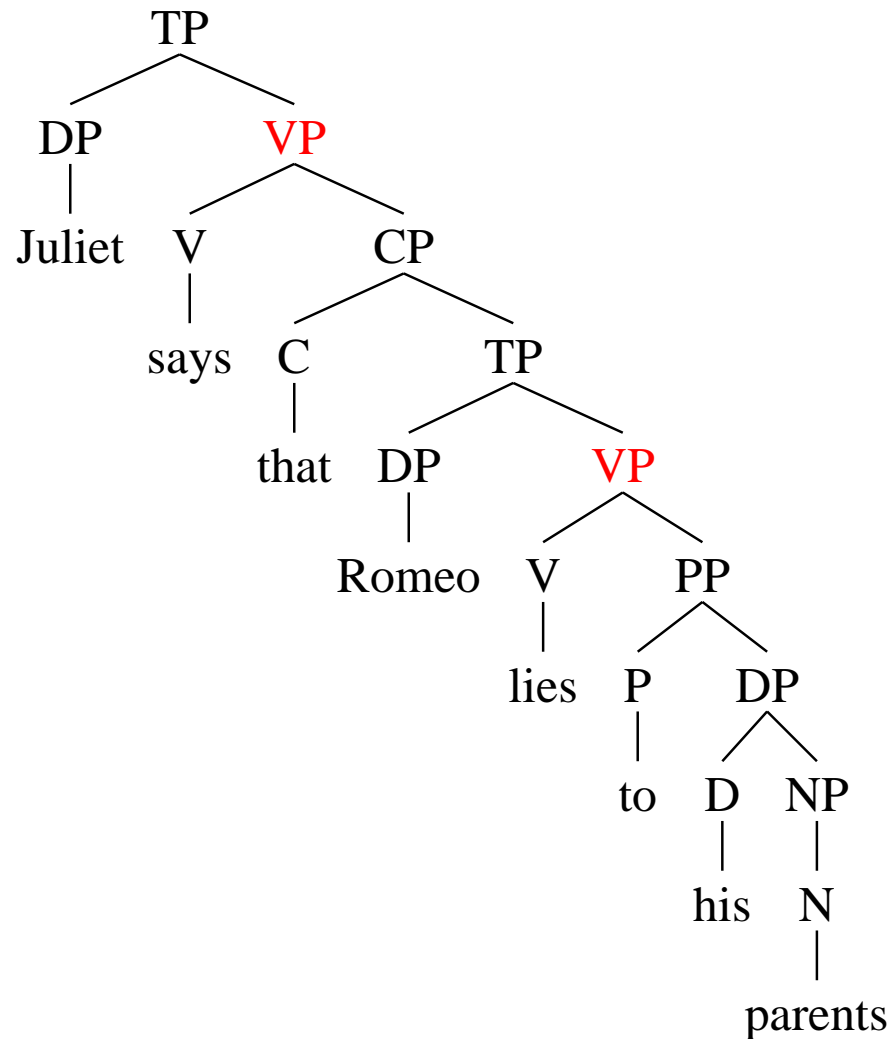 TP
DP VP
Juliet V CP
says C TP
that DP VP
Romeo V PP
lies P DP
to D NP
his N
parents